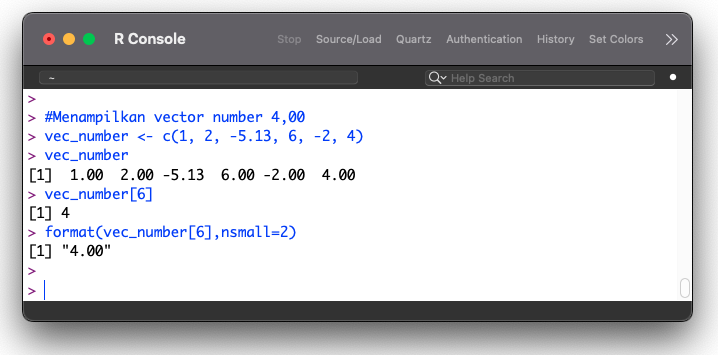 R Console
Stop Source/Load Quartz Authentication History Set Colors »
~
Help Search
>
> #Menampilkan vector number 4,00
> vec_number <- c(1, 2, -5.13, 6, -2, 4)
> vec_number
[1]  1.00  2.00 -5.13  6.00 -2.00  4.00
> vec_number[6]
[1] 4
> format(vec_number[6],nsmall=2)
[1] "4.00"
>
>